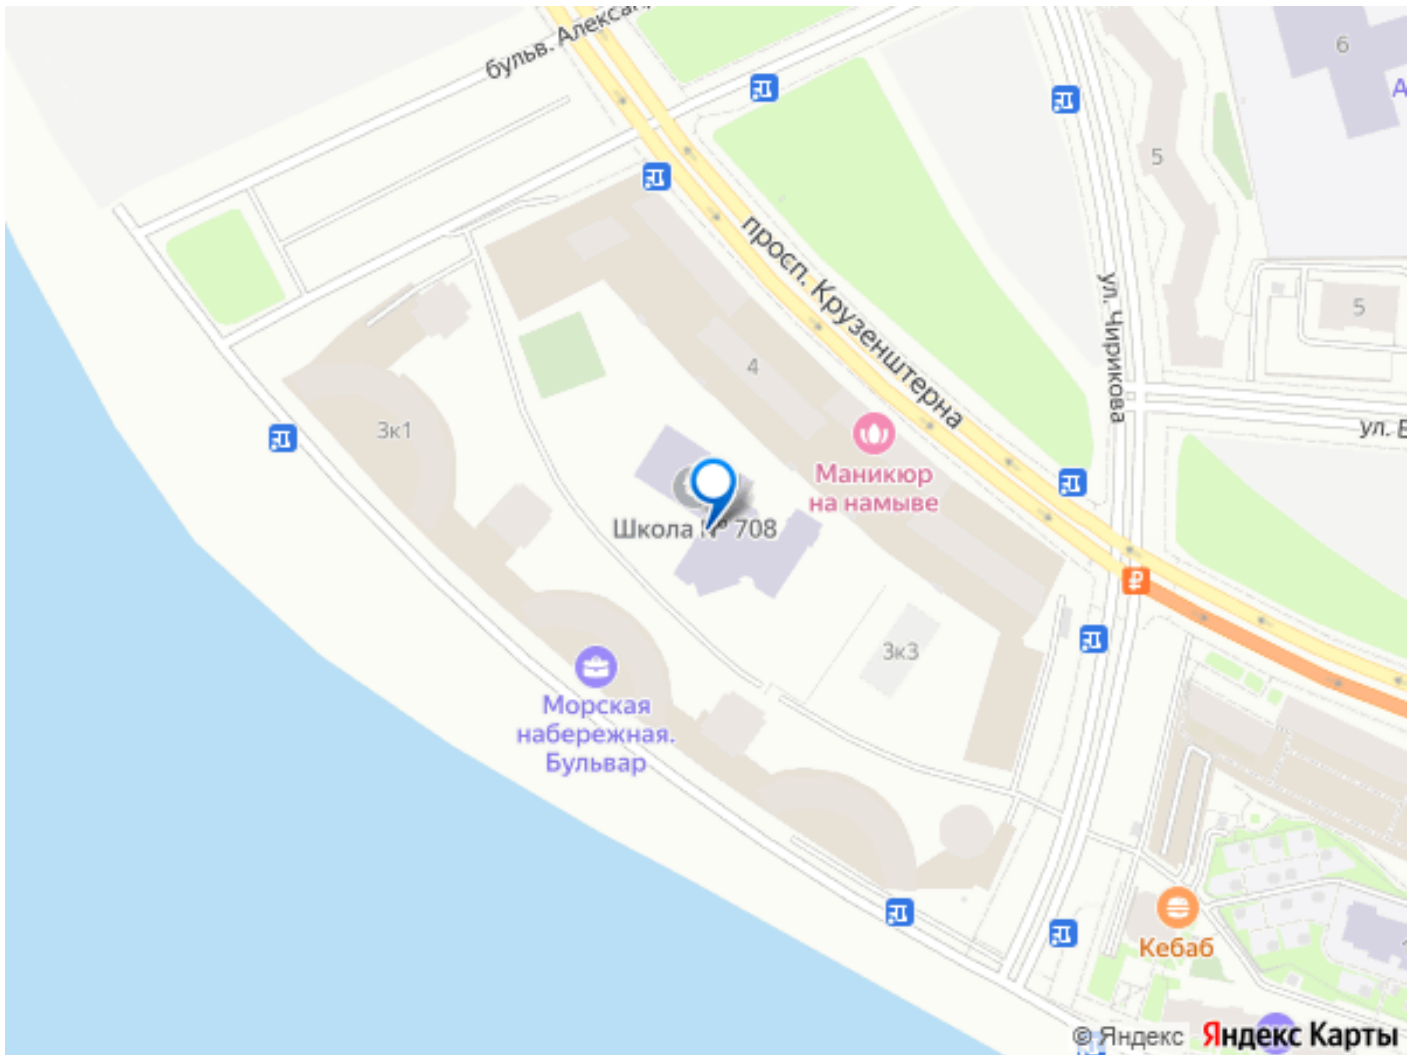 бульв. Алексан
6
А
5
просп. Крузенштерна
ул. Чирикова
5
4
3к1
ул. Б
Маникюр
на намыве
Школа № 708
3к3
Морская
набережная.
Бульвар
Кебаб
© Яндекс Яндекс Карты